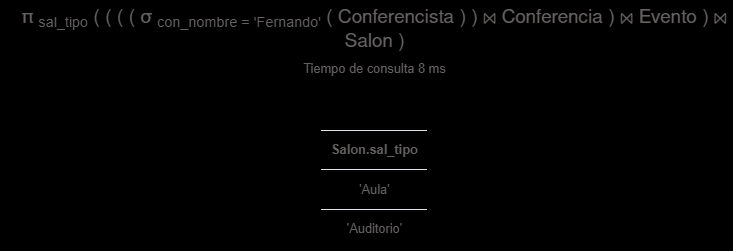 π sal_tipo ( ( ( ( σ con_nombre = 'Fernando' ( Conferencista ) ) ⋈ Conferencia ) ⋈ Evento ) ⋈
Salon )
Tiempo de consulta 8 ms
Salon.sal_tipo
'Aula'
'Auditorio'